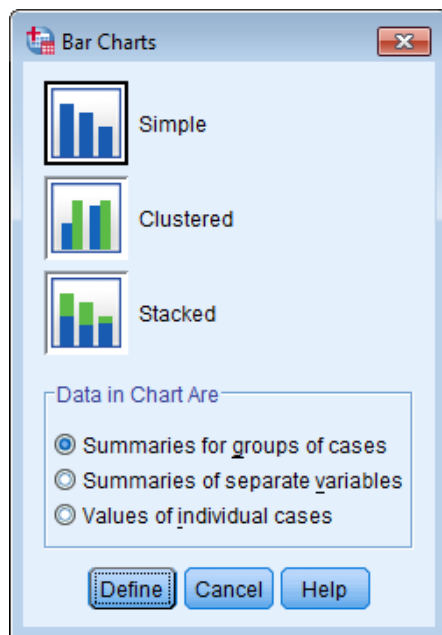 Bar Charts
Simple
Clustered
Stacked
Data in Chart Are
Summaries for groups of cases
Summaries of separate variables
Values of individual cases
Define Cancel Help